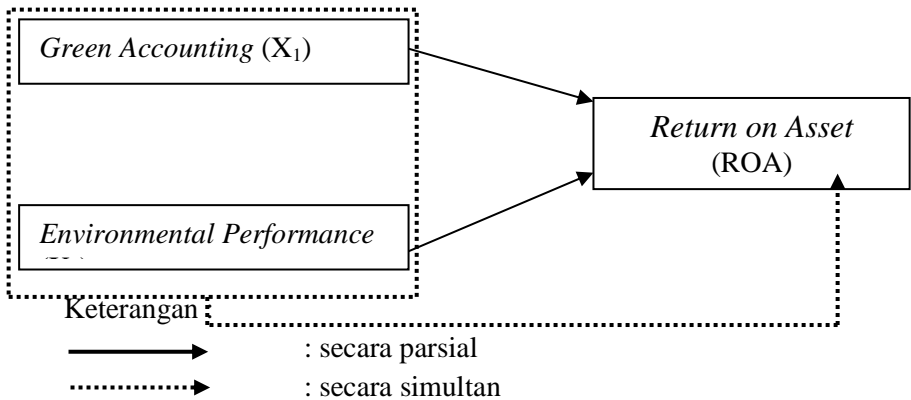 Green Accounting (X₁)
Return on Asset
(ROA)
Environmental Performance
Keterangan :
: secara parsial
: secara simultan